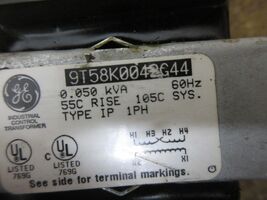 9T58K0042G44
0.050 KVA 60Hz
55C RISE 105C SYS.
TYPE IP 1PH
GE
INDUSTRIAL
CONTROL
TRANSFORMER
H1 H3 H2 H4
X2 X1
UL
LISTED
769G
C UL
LISTED
769G
See side for terminal markings.